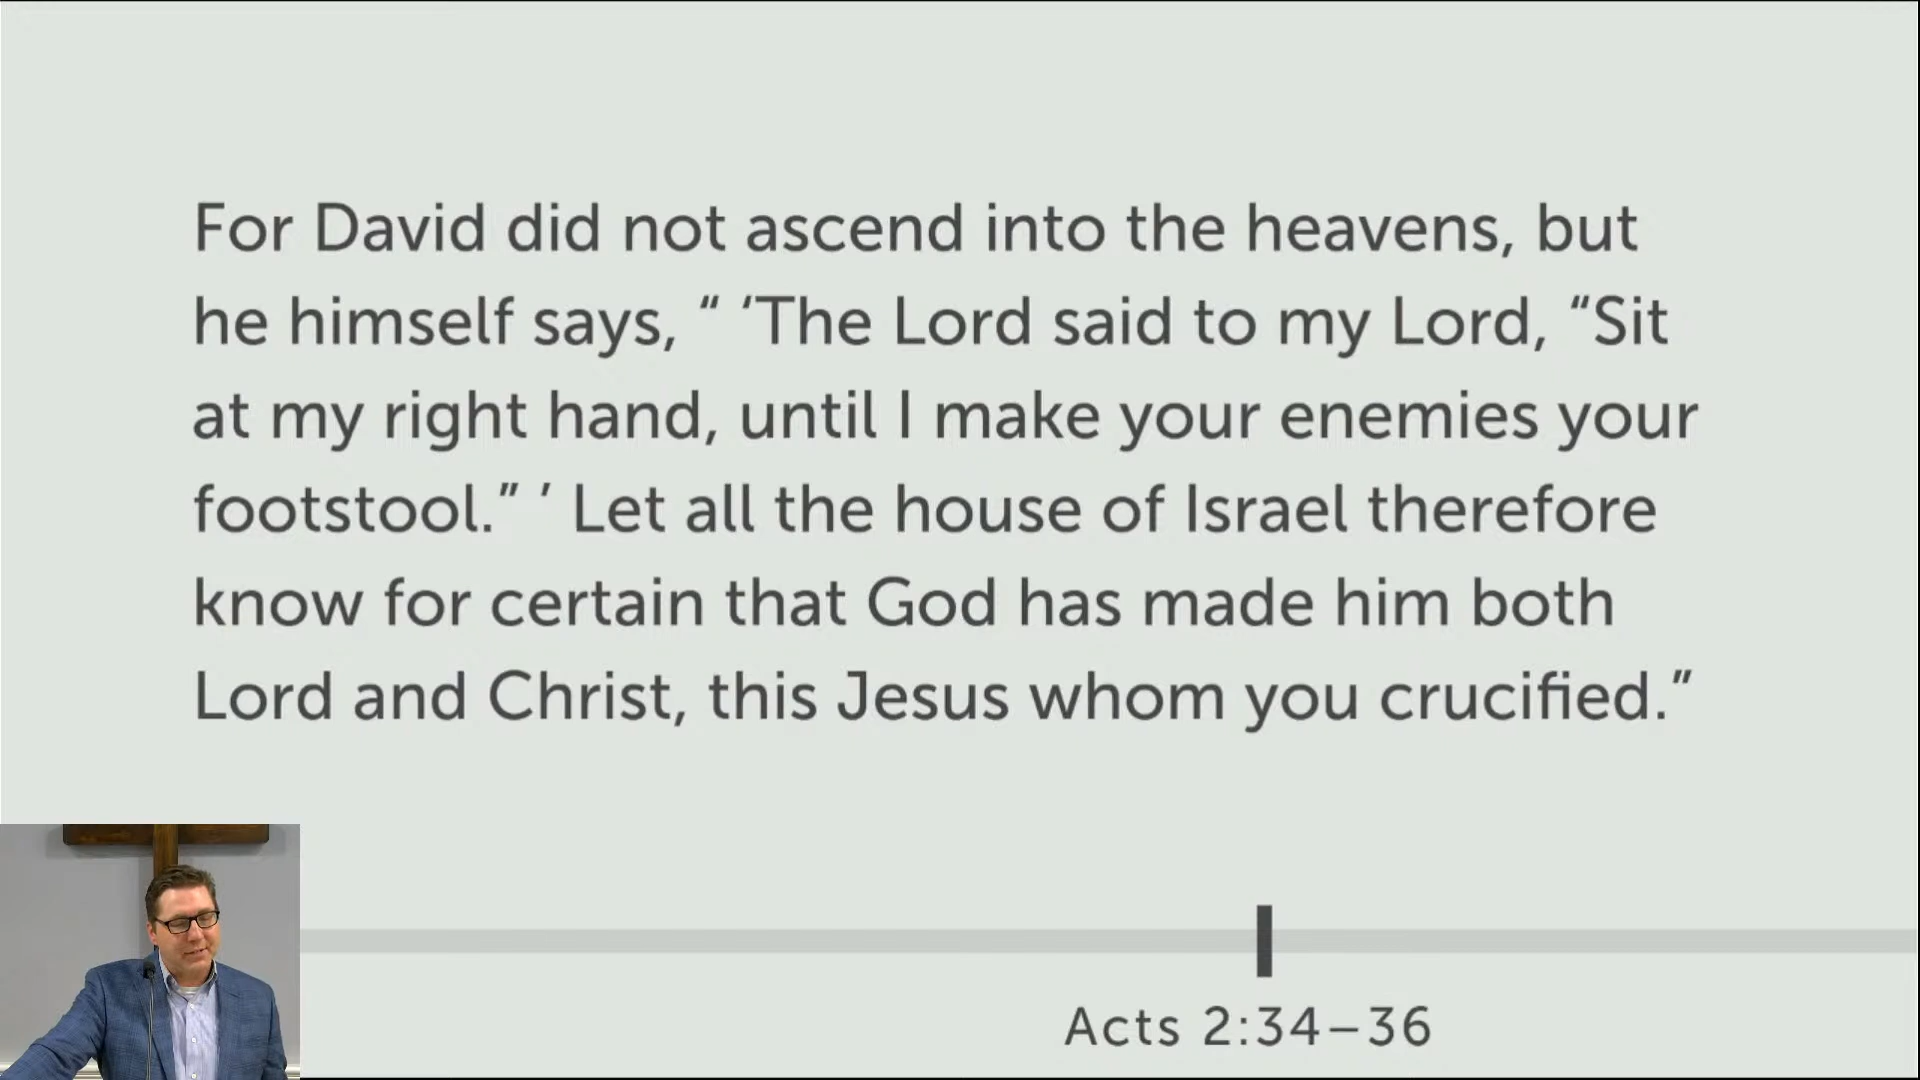 For David did not ascend into the heavens, but
he himself says, “ ‘The Lord said to my Lord, “Sit
at my right hand, until I make your enemies your
footstool.” ’ Let all the house of Israel therefore
know for certain that God has made him both
Lord and Christ, this Jesus whom you crucified.”
Acts 2:34–36